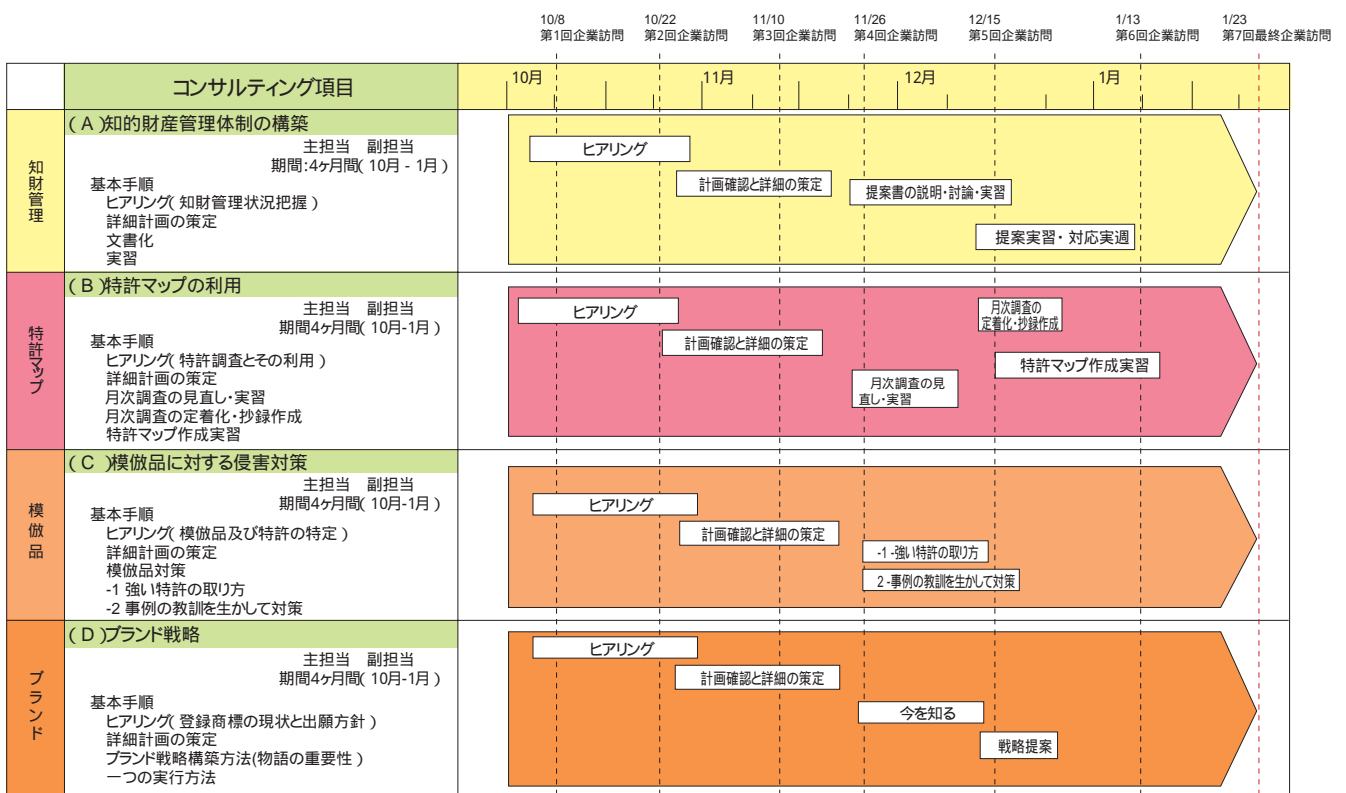 10/8
第1回企業訪問
10/22
第2回企業訪問
11/10
第3回企業訪問
11/26
第4回企業訪問
12/15
第5回企業訪問
1/13
第6回企業訪問
1/23
第7回最終企業訪問
コンサルティング項目
10月
11月
12月
1月
知財管理
(A)知的財産管理体制の構築
主担当 副担当
期間:4ヶ月間(10月-1月)
基本手順
ヒアリング(知財管理状況把握)
詳細計画の策定
文書化
実習
ヒアリング
計画確認と詳細の策定
提案書の説明・討論・実習
提案実習・対応実週
特許マップ
(B)特許マップの利用
主担当 副担当
期間4ヶ月間(10月-1月)
基本手順
ヒアリング(特許調査とその利用)
詳細計画の策定
月次調査の見直し・実習
月次調査の定着化・抄録作成
特許マップ作成実習
ヒアリング
計画確認と詳細の策定
月次調査の見
直し・実習
月次調査の
定着化・抄録作成
特許マップ作成実習
模倣品
(C)模倣品に対する侵害対策
主担当 副担当
期間4ヶ月間(10月-1月)
基本手順
ヒアリング(模倣品及び特許の特定)
詳細計画の策定
模倣品対策
-1 強い特許の取り方
-2 事例の教訓を生かして対策
ヒアリング
計画確認と詳細の策定
-1-強い特許の取り方
2-事例の教訓を生かして対策
ブランド
(D)ブランド戦略
主担当 副担当
期間4ヶ月間(10月-1月)
基本手順
ヒアリング(登録商標の現状と出願方針)
詳細計画の策定
ブランド戦略構築方法(物語の重要性)
一つの実行方法
ヒアリング
計画確認と詳細の策定
今を知る
戦略提案